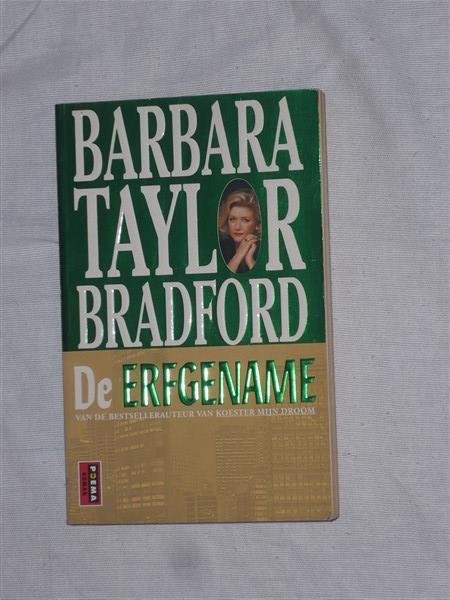 BARBARA
TAYLOR
BRADFORD
De ERFGENAME
VAN DE BESTSELLERAUTEUR VAN KOESTER MIJN DROOM
POEMA